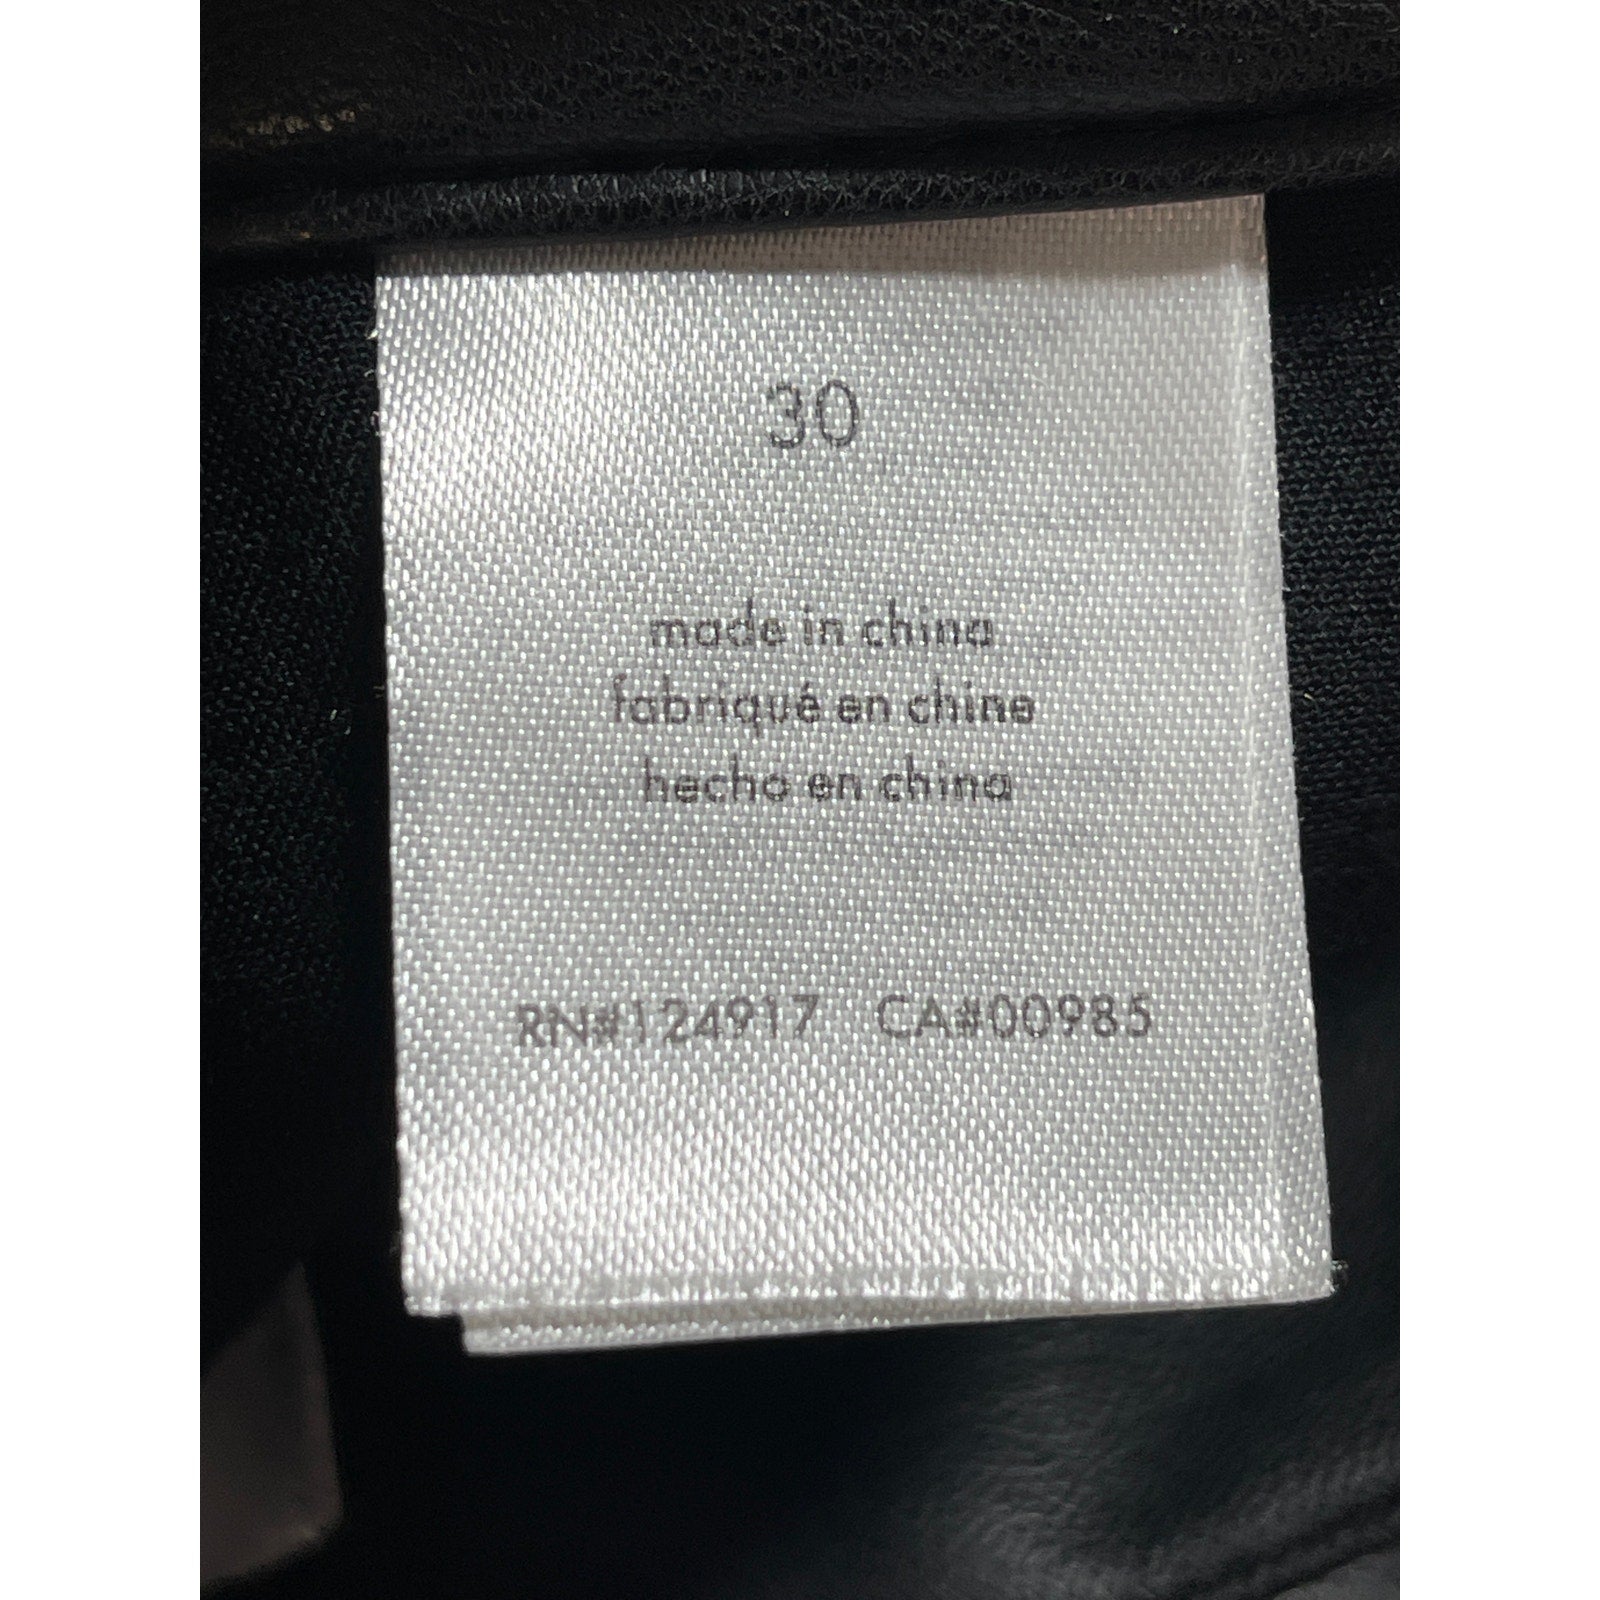 30
made in china
fabriqué en chine
hecho en china
RN#124917 CA#00985